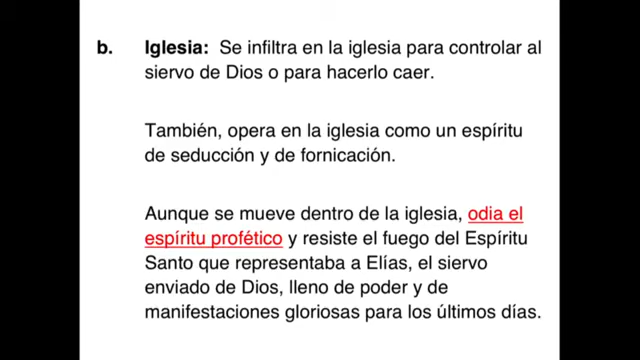 b. Iglesia: Se infiltra en la iglesia para controlar al
siervo de Dios o para hacerlo caer.
También, opera en la iglesia como un espíritu
de seducción y de fornicación.
Aunque se mueve dentro de la iglesia, odia el
espíritu profético y resiste el fuego del Espíritu
Santo que representaba a Elías, el siervo
enviado de Dios, lleno de poder y de
manifestaciones gloriosas para los últimos días.